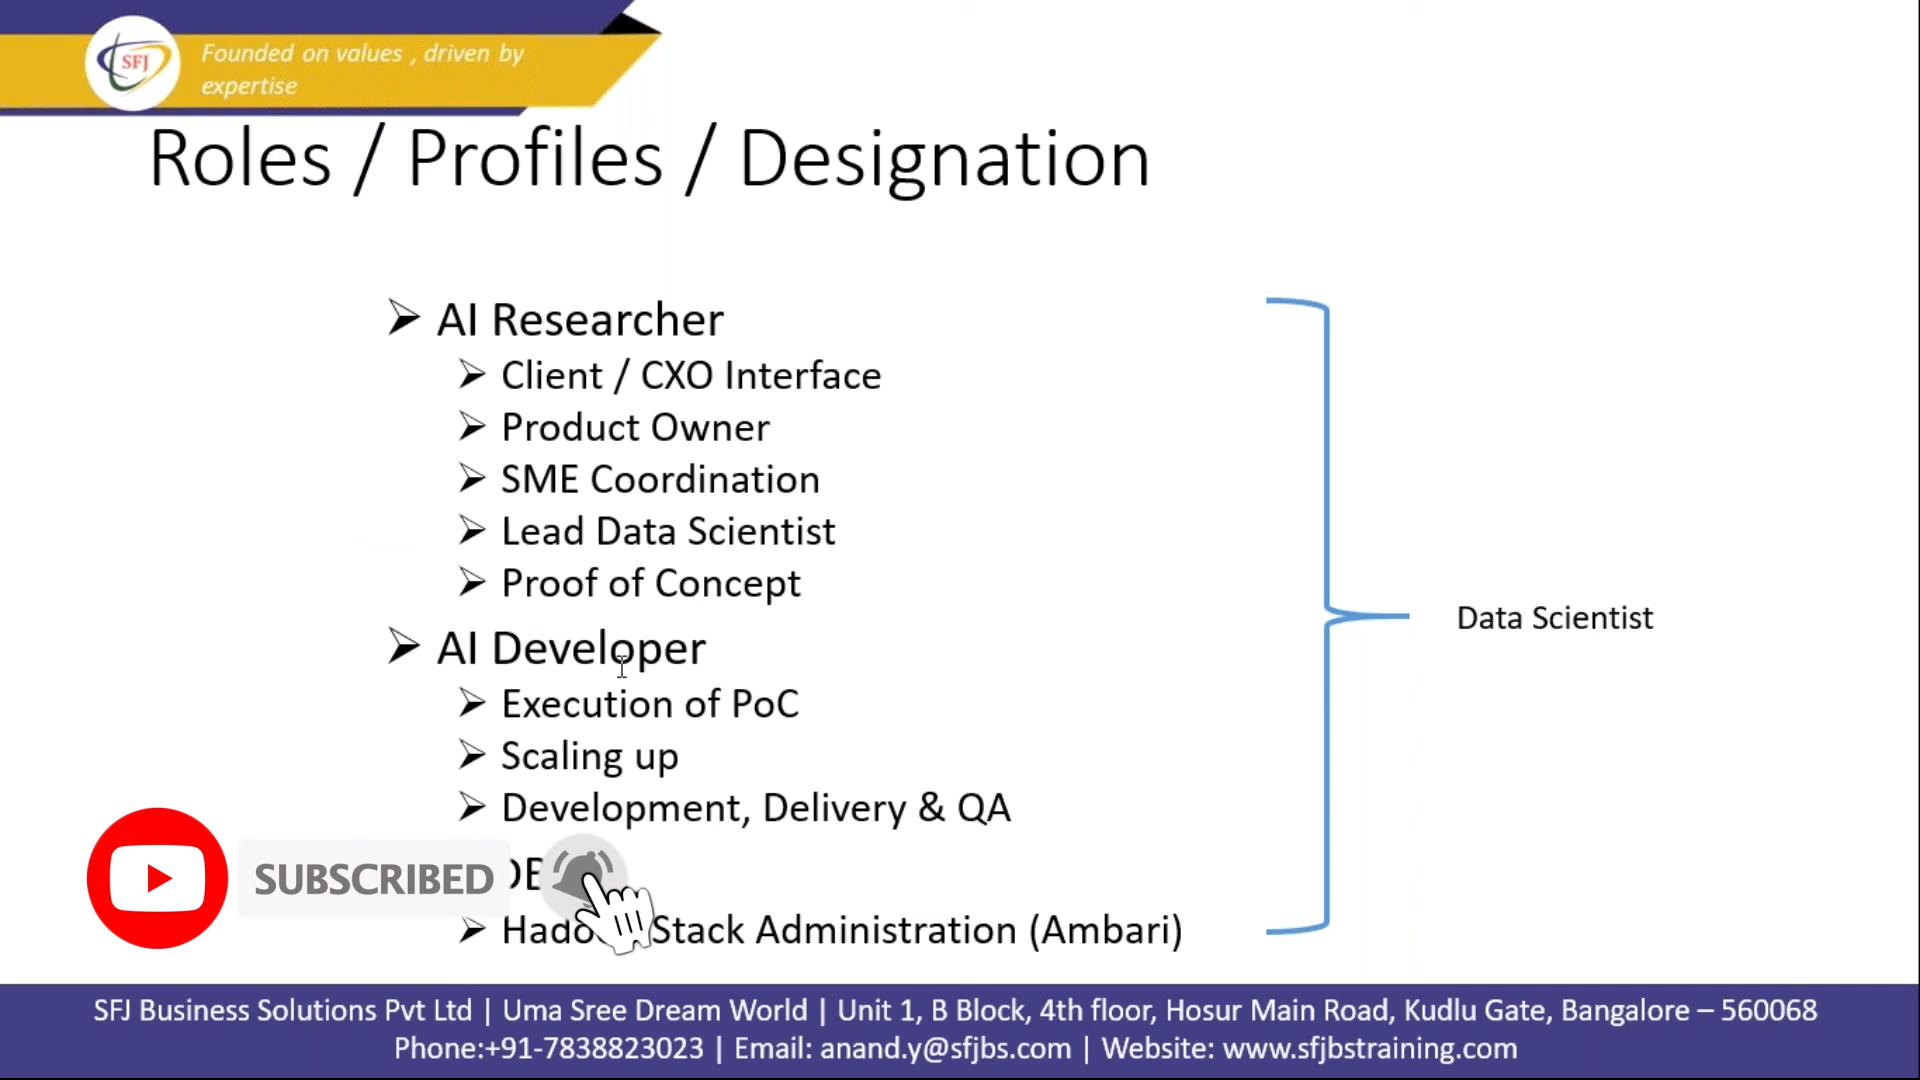 SFJ
Founded on values , driven by
expertise
Roles / Profiles / Designation
AI Researcher
Client / CXO Interface
Product Owner
SME Coordination
Lead Data Scientist
Proof of Concept
AI Developer
Execution of PoC
Scaling up
Development, Delivery & QA
SUBSCRIBED
Stack Administration (Ambari)
Data Scientist
SFJ Business Solutions Pvt Ltd | Uma Sree Dream World | Unit 1, B Block, 4th floor, Hosur Main Road, Kudlu Gate, Bangalore – 560068
Phone:+91-7838823023 | Email: anand.y@sfjbs.com | Website: www.sfjbstraining.com